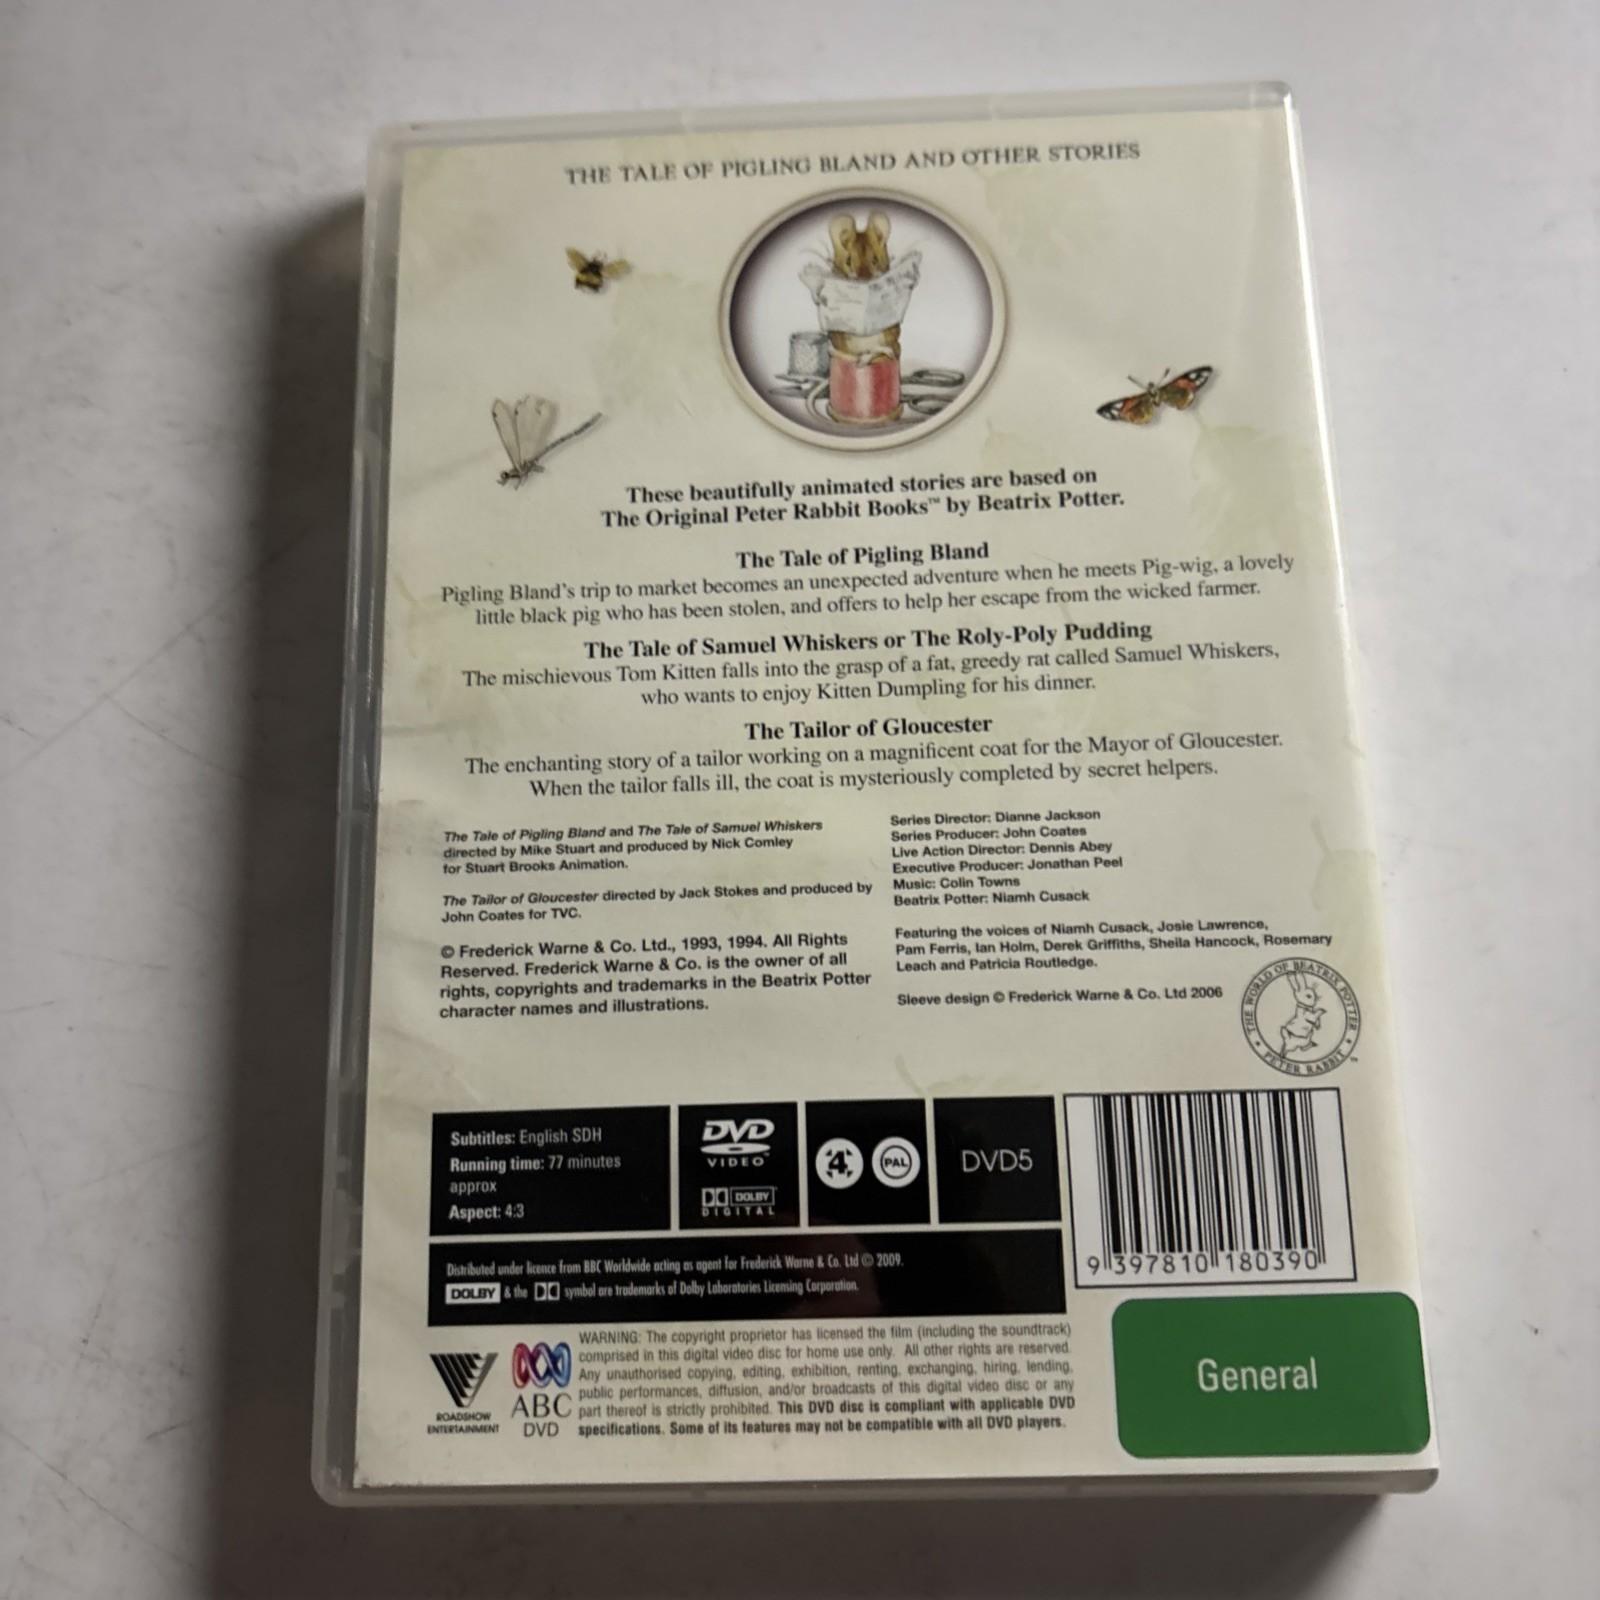 THE TALE OF PIGLING BLAND AND OTHER STORIES
These beautifully animated stories are based on
The Original Peter Rabbit Books™ by Beatrix Potter.
The Tale of Pigling Bland
Pigling Bland's trip to market becomes an unexpected adventure when he meets Pig-wig, a lovely
little black pig who has been stolen, and offers to help her escape from the wicked farmer.
The Tale of Samuel Whiskers or The Roly-Poly Pudding
The mischievous Tom Kitten falls into the grasp of a fat, greedy rat called Samuel Whiskers,
who wants to enjoy Kitten Dumpling for his dinner.
The Tailor of Gloucester
The enchanting story of a tailor working on a magnificent coat for the Mayor of Gloucester.
When the tailor falls ill, the coat is mysteriously completed by secret helpers.
The Tale of Pigling Bland and The Tale of Samuel Whiskers
directed by Mike Stuart and produced by Nick Comley
for Stuart Brooks Animation.
The Tailor of Gloucester directed by Jack Stokes and produced by
John Coates for TVC.
© Frederick Warne & Co. Ltd., 1993, 1994. All Rights
Reserved. Frederick Warne & Co. is the owner of all
rights, copyrights and trademarks in the Beatrix Potter
character names and illustrations.
Series Director: Dianne Jackson
Series Producer: John Coates
Live Action Director: Dennis Abey
Executive Producer: Jonathan Peel
Music: Colin Towns
Beatrix Potter: Niamh Cusack
Featuring the voices of Niamh Cusack, Josie Lawrence,
Pam Ferris, Ian Holm, Derek Griffiths, Sheila Hancock, Rosemary
Leach and Patricia Routledge.
Sleeve design © Frederick Warne & Co. Ltd 2006
THE WORLD OF BEATRIX POTTER
PETER RABBIT ™
Subtitles: English SDH
Running time: 77 minutes
approx
Aspect: 4:3
DVD
VIDEO™
DOLBY
DIGITAL
4
PAL
DVD5
9 397810 180390
Distributed under licence from BBC Worldwide acting as agent for Frederick Warne & Co. Ltd © 2009.
DOLBY & the DD symbol are trademarks of Dolby Laboratories Licensing Corporation.
ROADSHOW
ENTERTAINMENT
ABC
DVD
WARNING: The copyright proprietor has licensed the film (including the soundtrack)
comprised in this digital video disc for home use only. All other rights are reserved.
Any unauthorised copying, editing, exhibition, renting, exchanging, hiring, lending,
public performances, diffusion, and/or broadcasts of this digital video disc or any
part thereof is strictly prohibited. This DVD disc is compliant with applicable DVD
specifications. Some of its features may not be compatible with all DVD players.
General